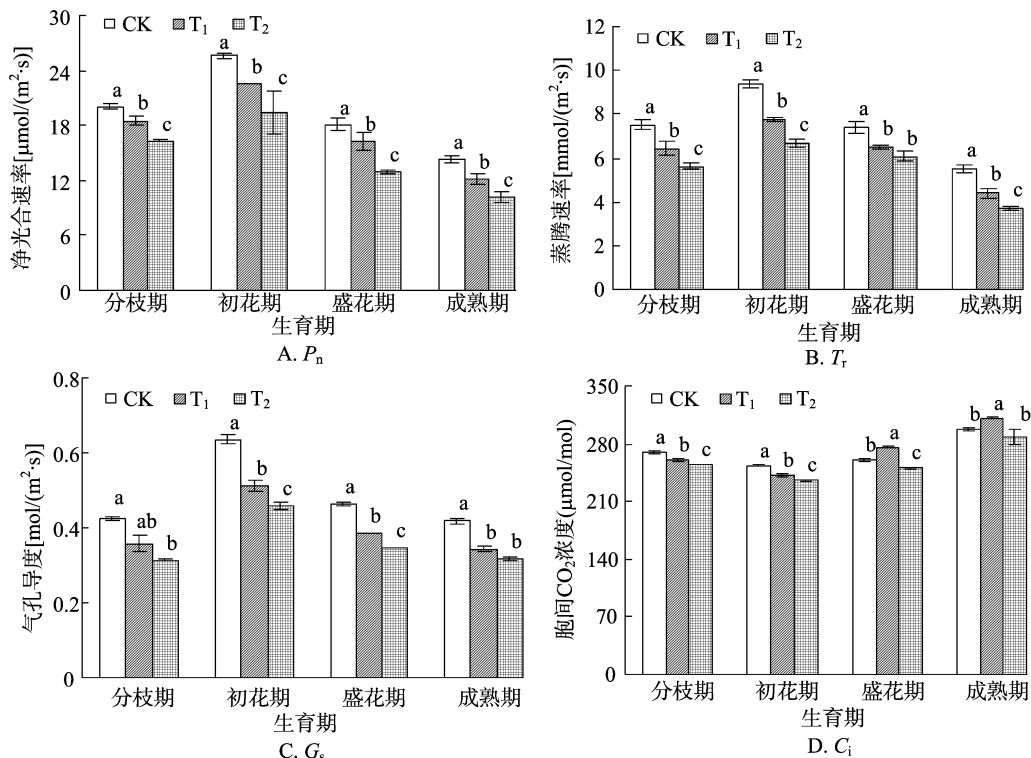 净光合速率[μmol/(m²·s)]
30
24
18
12
6
0
CK T₁ T₂
a b c
a b c
a b c
a b c
分枝期 初花期 盛花期 成熟期
生育期
A. Pₙ
蒸腾速率[mmol/(m²·s)]
12
10
8
6
4
2
0
CK T₁ T₂
a b c
a b c
a b b
a b c
分枝期 初花期 盛花期 成熟期
生育期
B. Tᵣ
气孔导度[mol/(m²·s)]
0.8
0.6
0.4
0.2
0
CK T₁ T₂
a ab b
a b c
a b c
a b b
分枝期 初花期 盛花期 成熟期
生育期
C. Gₛ
胞间CO₂浓度(μmol/mol)
350
280
210
140
70
0
CK T₁ T₂
a b c
a b c
b a c
b a b
分枝期 初花期 盛花期 成熟期
生育期
D. Cᵢ